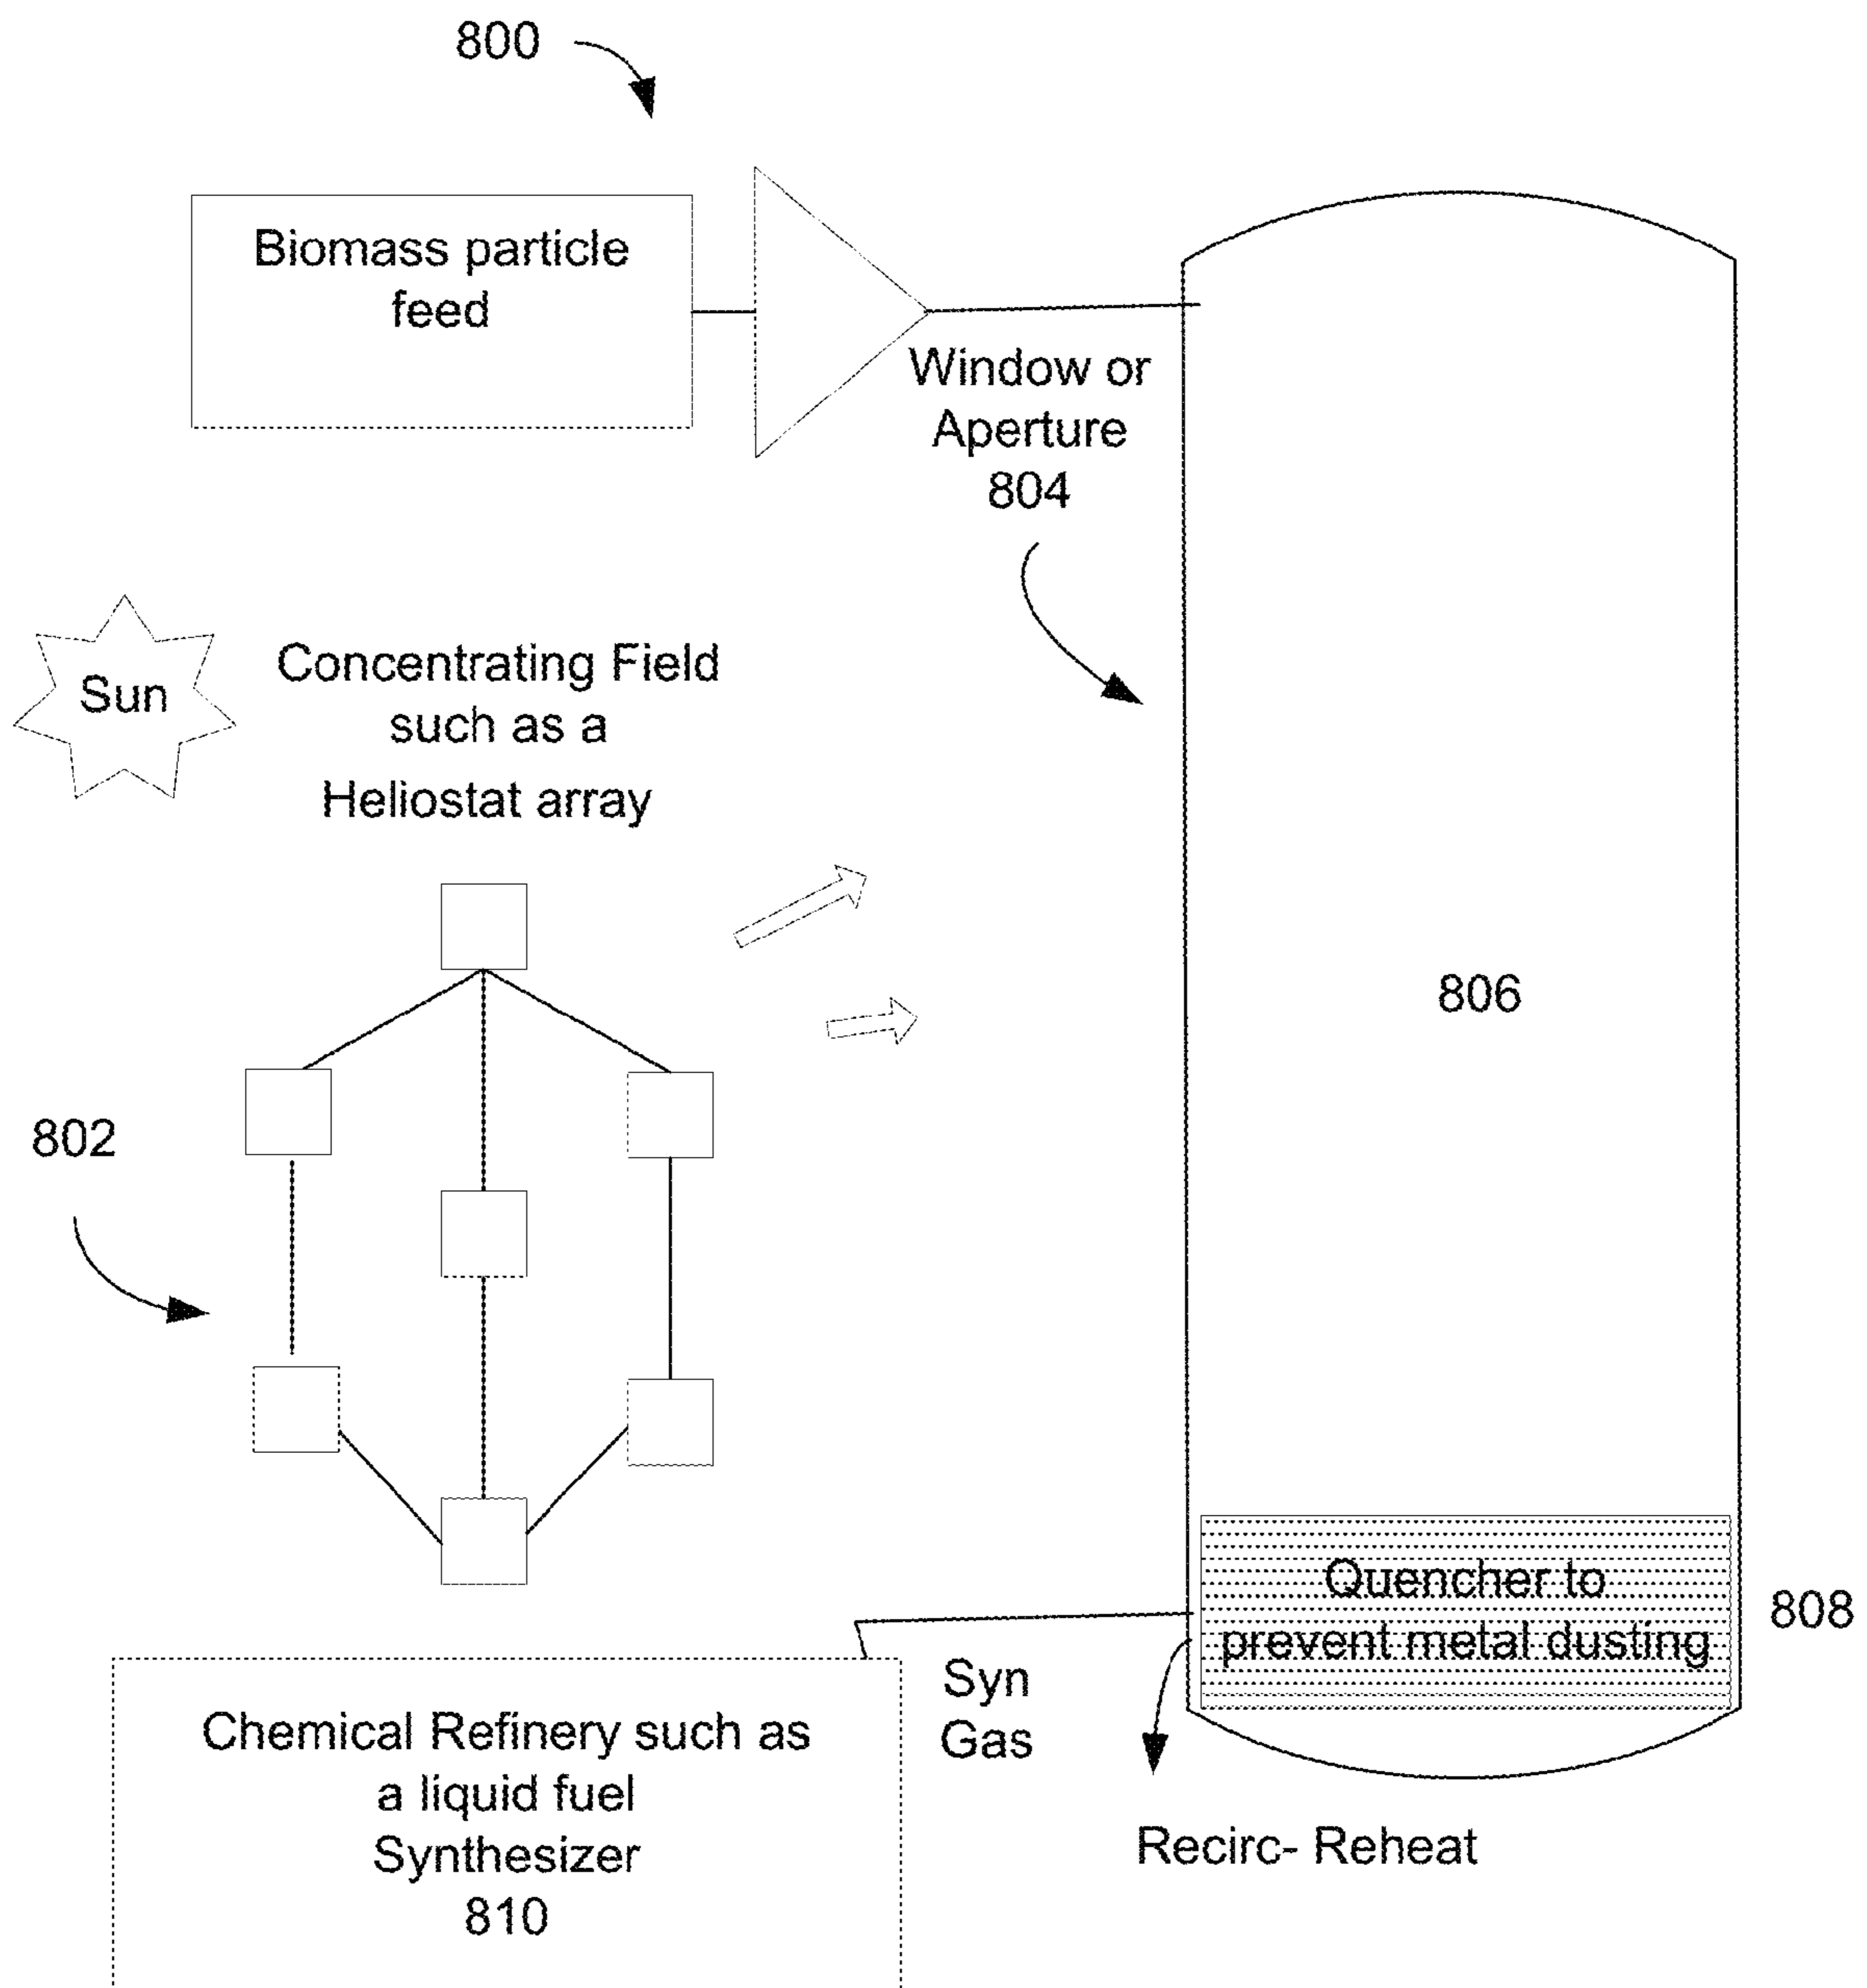 800
Biomass particle
feed
Window or
Aperture
804
Sun
Concentrating Field
such as a
Heliostat array
806
802
Quencher to
prevent metal dusting
808
Syn
Gas
Chemical Refinery such as
a liquid fuel
Synthesizer
810
Recirc- Reheat